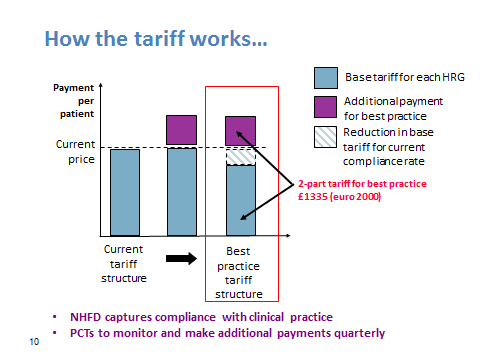 How the tariff works…
Payment
per
patient
Current
price
Base tariff for each HRG
Additional payment
for best practice
Reduction in base
tariff for current
compliance rate
2-part tariff for best practice
£1335 (euro 2000)
Current
tariff
structure
Best
practice
tariff
structure
• NHFD captures compliance with clinical practice
• PCTs to monitor and make additional payments quarterly
10